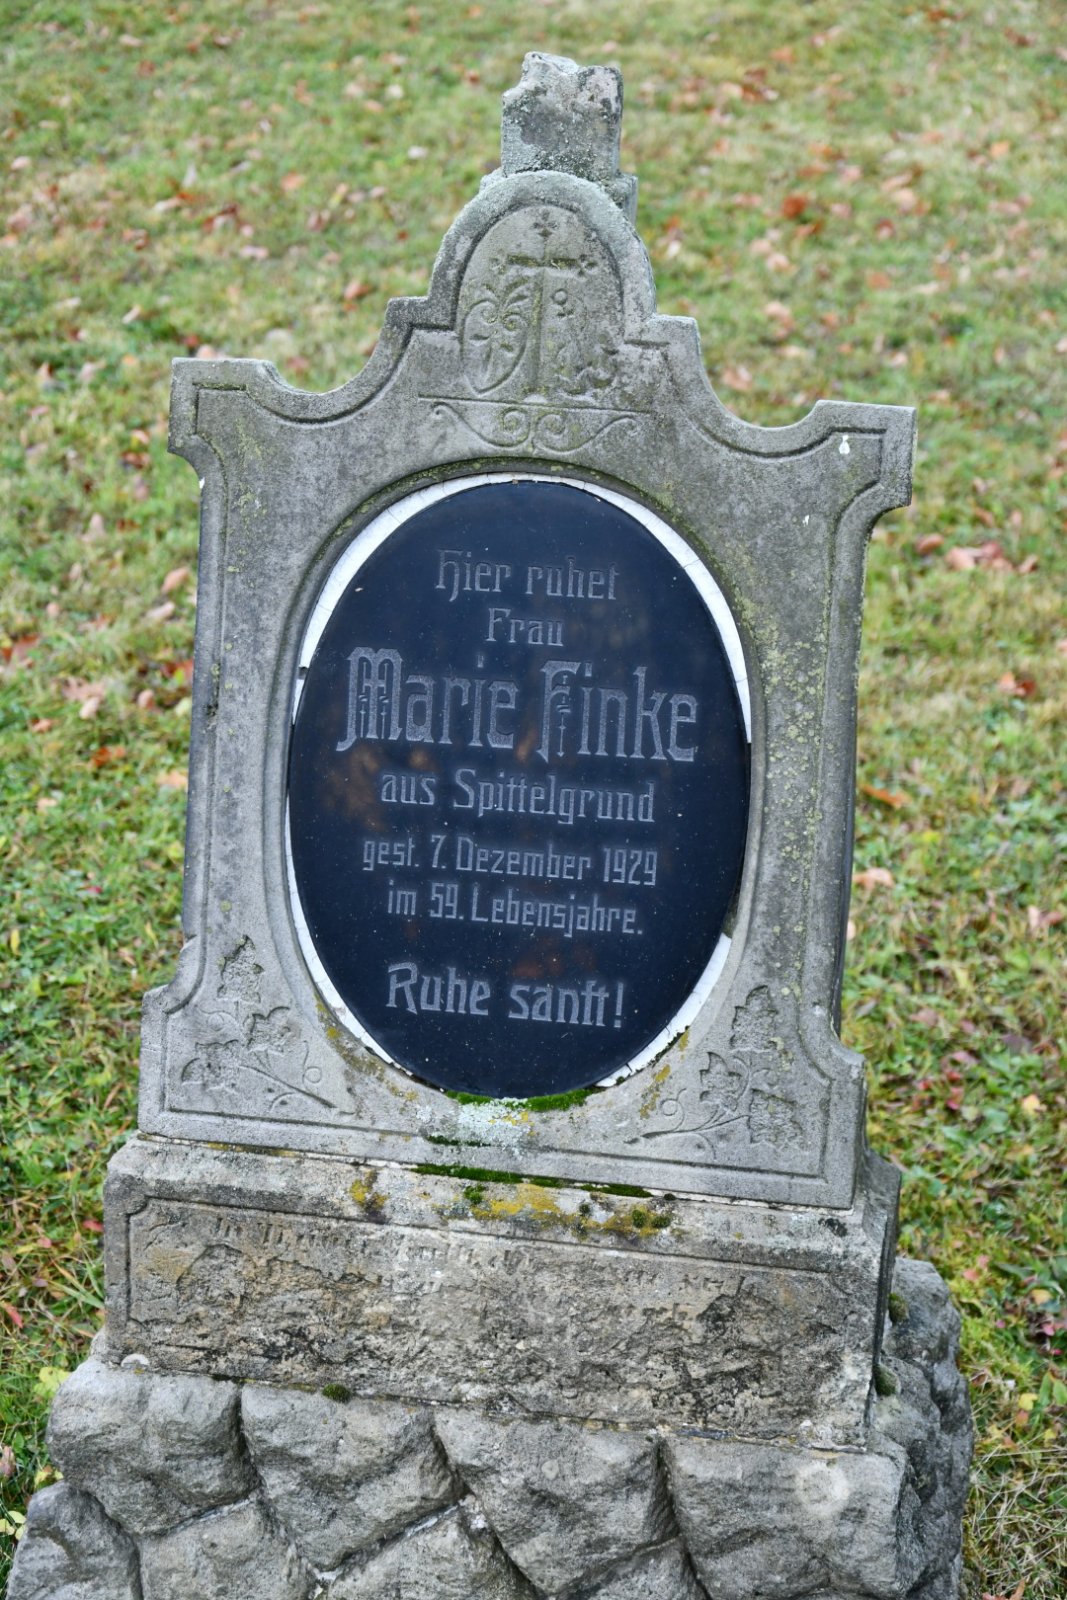 Hier ruhet
Frau
Marie Finke
aus Spittelgrund
gest. 7. Dezember 1929
im 59. Lebensjahre.
Ruhe sanft!